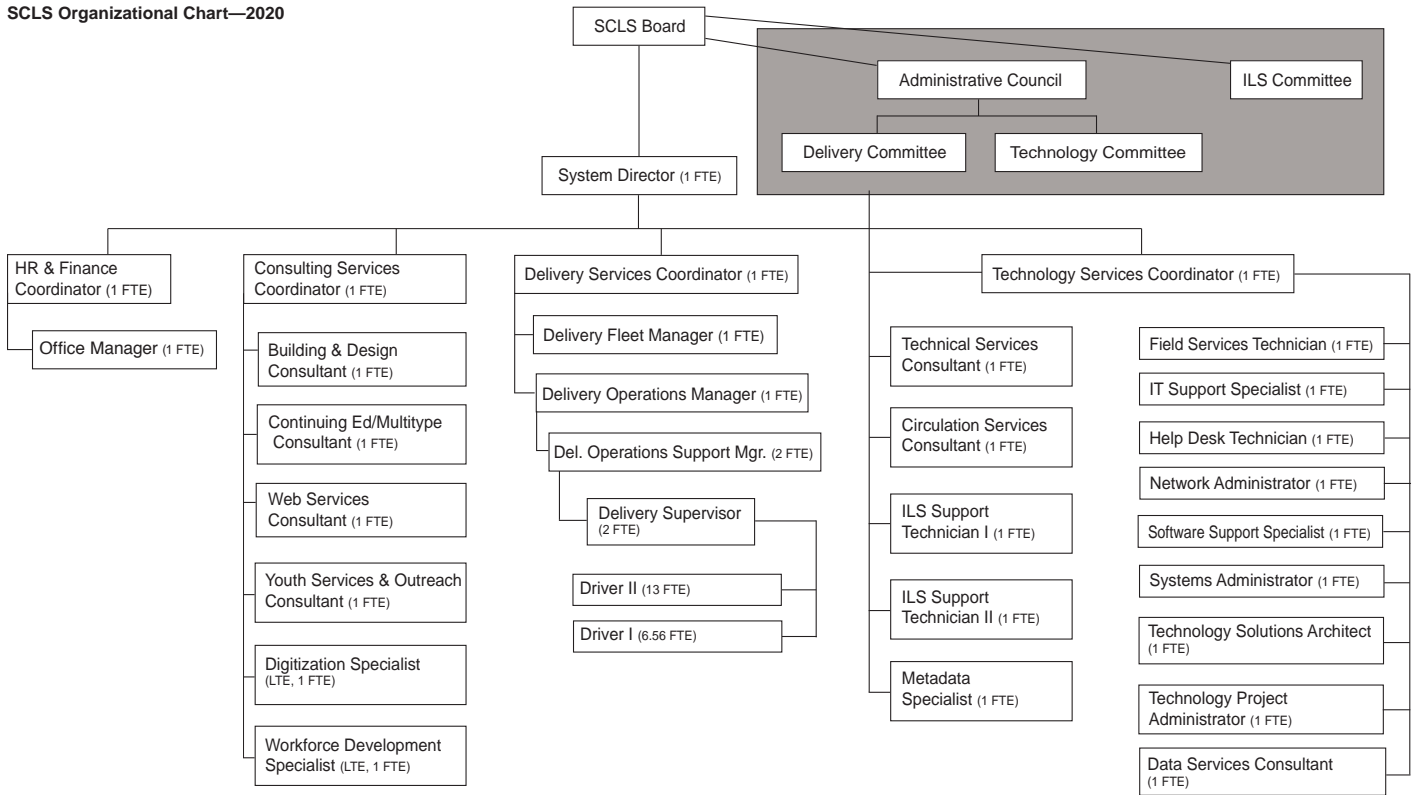 SCLS Organizational Chart—2020
SCLS Board
Administrative Council
ILS Committee
Delivery Committee
Technology Committee
System Director (1 FTE)
HR & Finance
Coordinator (1 FTE)
Office Manager (1 FTE)
Consulting Services
Coordinator (1 FTE)
Building & Design
Consultant (1 FTE)
Continuing Ed/Multitype
Consultant (1 FTE)
Web Services
Consultant (1 FTE)
Youth Services & Outreach
Consultant (1 FTE)
Digitization Specialist
(LTE, 1 FTE)
Workforce Development
Specialist (LTE, 1 FTE)
Delivery Services Coordinator (1 FTE)
Delivery Fleet Manager (1 FTE)
Delivery Operations Manager (1 FTE)
Del. Operations Support Mgr. (2 FTE)
Delivery Supervisor
(2 FTE)
Driver II (13 FTE)
Driver I (6.56 FTE)
Technology Services Coordinator (1 FTE)
Technical Services
Consultant (1 FTE)
Circulation Services
Consultant (1 FTE)
ILS Support
Technician I (1 FTE)
ILS Support
Technician II (1 FTE)
Metadata
Specialist (1 FTE)
Field Services Technician (1 FTE)
IT Support Specialist (1 FTE)
Help Desk Technician (1 FTE)
Network Administrator (1 FTE)
Software Support Specialist (1 FTE)
Systems Administrator (1 FTE)
Technology Solutions Architect
(1 FTE)
Technology Project
Administrator (1 FTE)
Data Services Consultant
(1 FTE)